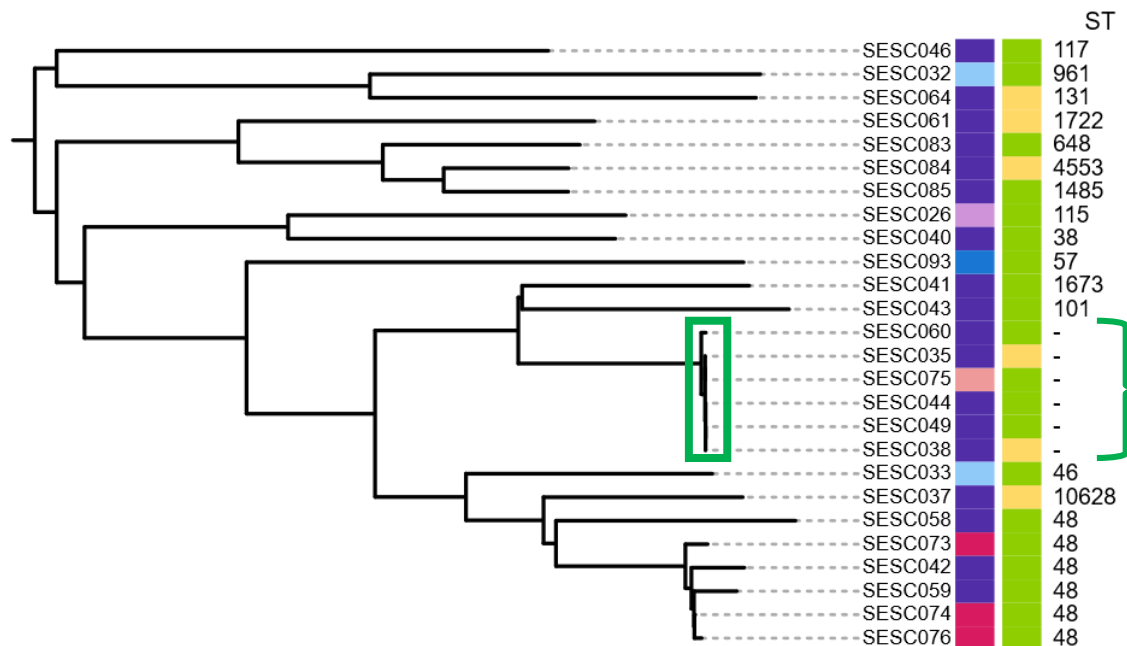 ST
SESC046 117
SESC032 961
SESC064 131
SESC061 1722
SESC083 648
SESC084 4553
SESC085 1485
SESC026 115
SESC040 38
SESC093 57
SESC041 1673
SESC043 101
SESC060 -
SESC035 -
SESC075 -
SESC044 -
SESC049 -
SESC038 -
SESC033 46
SESC037 10628
SESC058 48
SESC073 48
SESC042 48
SESC059 48
SESC074 48
SESC076 48